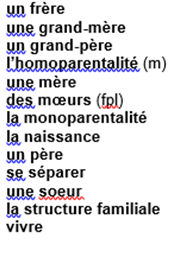 un frère
une grand-mère
un grand-père
l'homoparentalité (m)
une mère
des mœurs (fpl)
la monoparentalité
la naissance
un père
se séparer
une soeur
la structure familiale
vivre